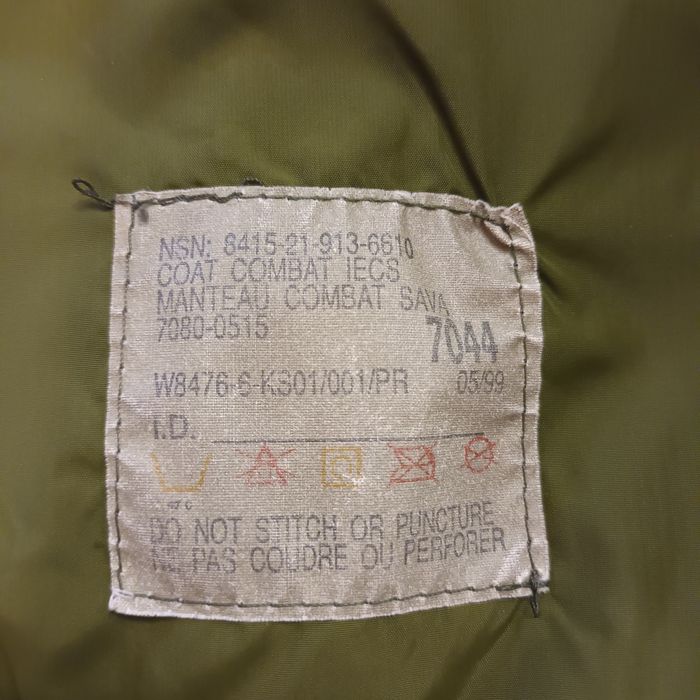 NSN: 8415-21-913-6610
COAT COMBAT IECS
MANTEAU COMBAT SAVA
7080-0515
7044
W8476-6-KS01/001/PR 05/99
I.D.
DO NOT STITCH OR PUNCTURE
NE PAS COUDRE OU PERFORER